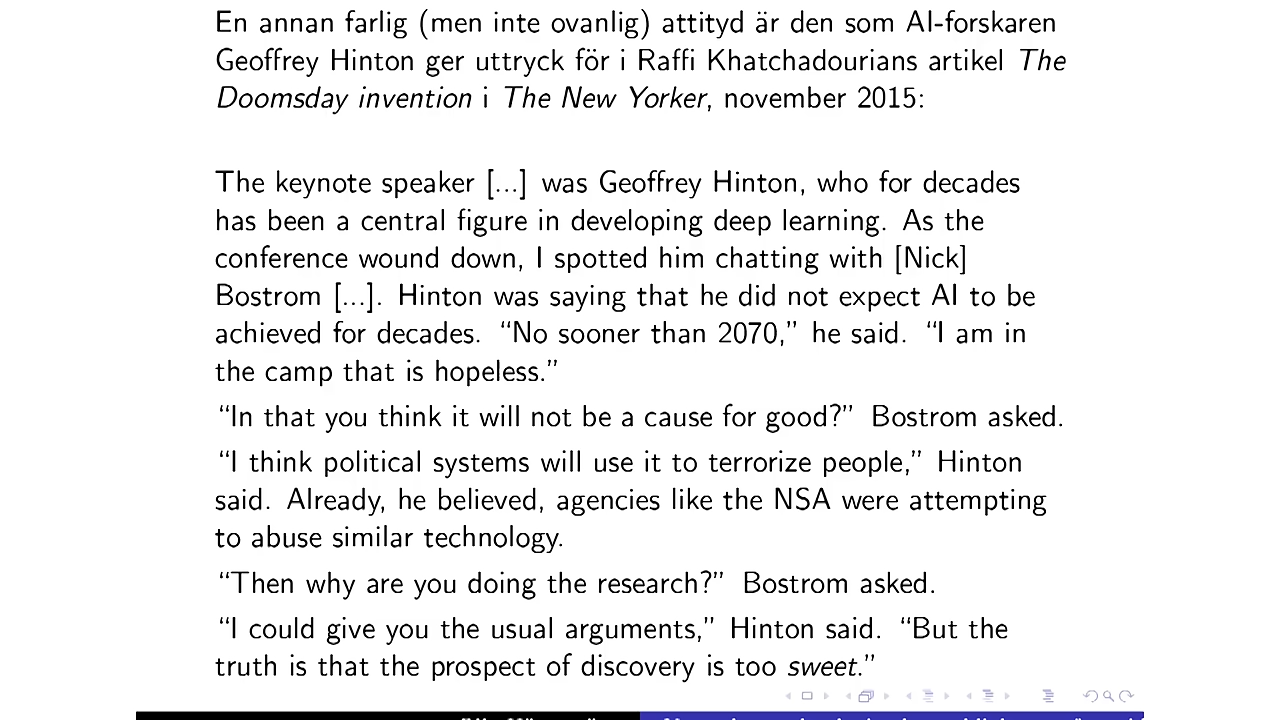 En annan farlig (men inte ovanlig) attityd är den som AI-forskaren
Geoffrey Hinton ger uttryck för i Raffi Khatchadourians artikel The
Doomsday invention i The New Yorker, november 2015:
The keynote speaker [...] was Geoffrey Hinton, who for decades
has been a central figure in developing deep learning. As the
conference wound down, I spotted him chatting with [Nick]
Bostrom [...]. Hinton was saying that he did not expect AI to be
achieved for decades. “No sooner than 2070,” he said. “I am in
the camp that is hopeless.”
“In that you think it will not be a cause for good?” Bostrom asked.
“I think political systems will use it to terrorize people,” Hinton
said. Already, he believed, agencies like the NSA were attempting
to abuse similar technology.
“Then why are you doing the research?” Bostrom asked.
“I could give you the usual arguments,” Hinton said. “But the
truth is that the prospect of discovery is too sweet.”